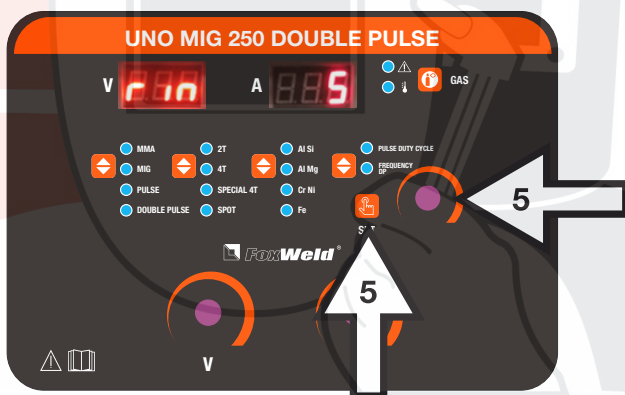 UNO MIG 250 DOUBLE PULSE
V
r in
A
5
GAS
MMA
2T
Al Si
PULSE DUTY CYCLE
MIG
4T
Al Mg
FREQUENCY
DP
PULSE
SPECIAL 4T
Cr Ni
DOUBLE PULSE
SPOT
Fe
5
FoxWeld®
5
V